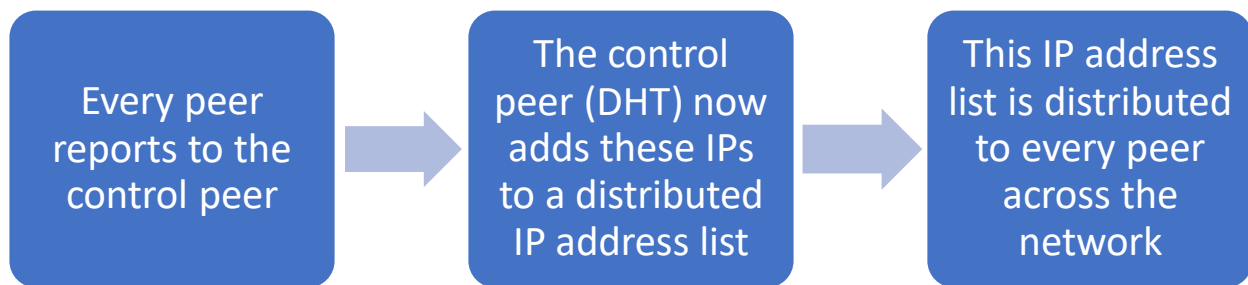 Every peer
reports to the
control peer
The control
peer (DHT) now
adds these IPs
to a distributed
IP address list
This IP address
list is distributed
to every peer
across the
network